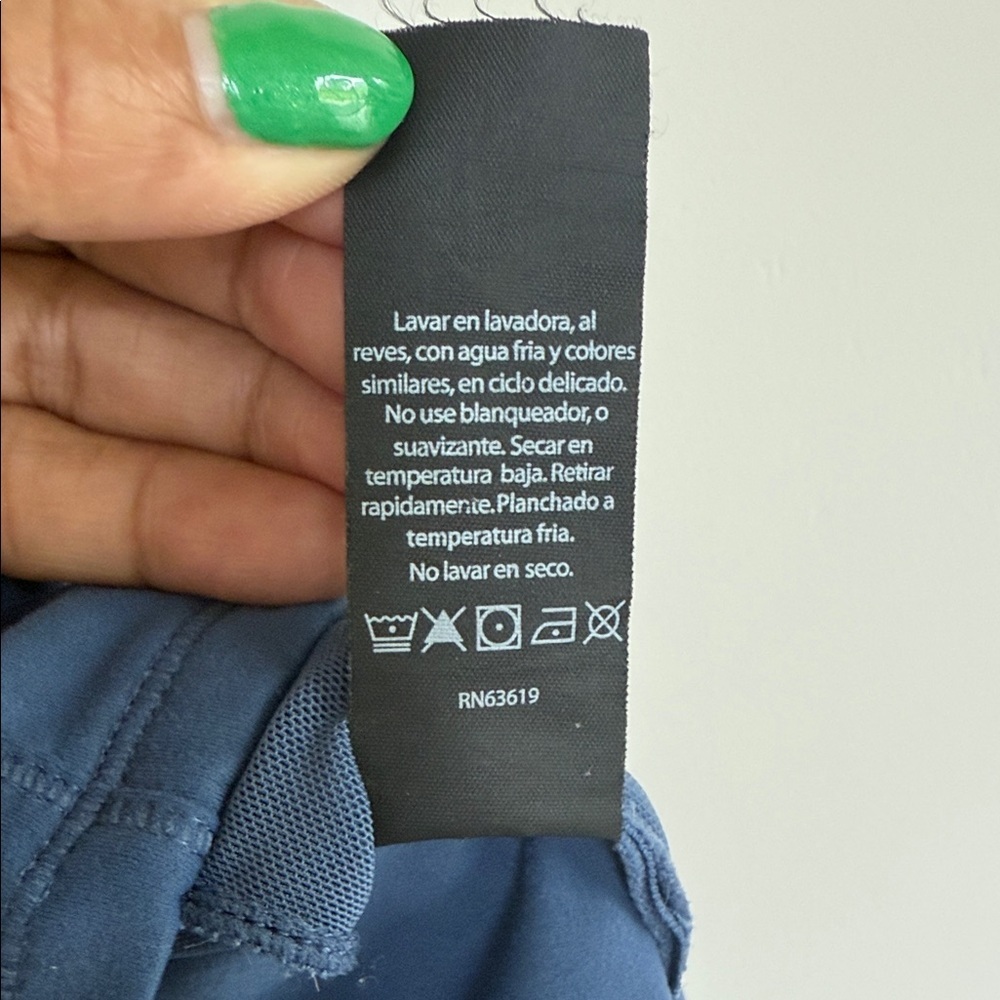 Lavar en lavadora, al
reves, con agua fria y colores
similares, en ciclo delicado.
No use blanqueador, o
suavizante. Secar en
temperatura baja. Retirar
rapidamente. Planchado a
temperatura fria.
No lavar en seco.
RN63619